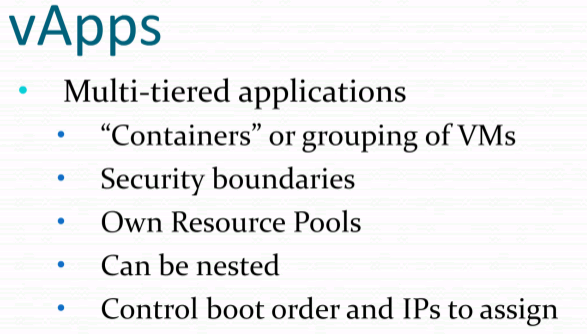 vApps
• Multi-tiered applications
• “Containers” or grouping of VMs
• Security boundaries
• Own Resource Pools
• Can be nested
• Control boot order and IPs to assign